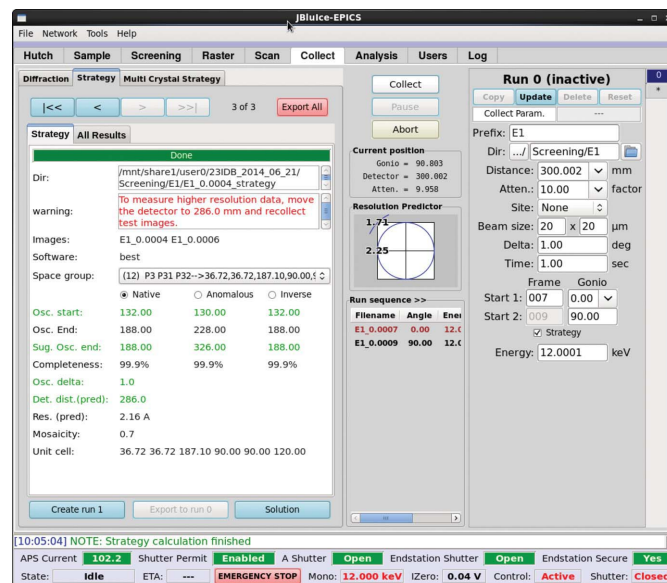 JBluIce-EPICS
File Network Tools Help
Hutch Sample Screening Raster Scan Collect Analysis Users Log
Diffraction Strategy Multi Crystal Strategy
|<< < > >>| 3 of 3 Export All
Strategy All Results
Done
Dir: /mnt/share1/user0/23IDB_2014_06_21/
Screening/E1/E1_0.0004_strategy
warning: To measure higher resolution data, move
the detector to 286.0 mm and recollect
test images.
Images: E1_0.0004 E1_0.0006
Software: best
Space group: (12) P3 P31 P32-->36.72,36.72,187.10,90.00,9
Native Anomalous Inverse
Osc. start: 132.00 130.00 132.00
Osc. End: 188.00 228.00 188.00
Sug. Osc. end: 188.00 326.00 188.00
Completeness: 99.9% 99.9% 99.9%
Osc. delta: 1.0
Det. dist.(pred): 286.0
Res. (pred): 2.16 A
Mosaicity: 0.7
Unit cell: 36.72 36.72 187.10 90.00 90.00 120.00
Create run 1 Export to run 0 Solution
Collect
Pause
Abort
Current position
Gonio = 90.803
Detector = 300.002
Atten. = 9.958
Resolution Predictor
1.71
2.25
Run sequence >>
Filename Angle Ener
E1_0.0007 0.00 12.0
E1_0.0009 90.00 12.0
Run 0 (inactive)
Copy Update Delete Reset
Collect Param. ---
Prefix: E1
Dir: .../ Screening/E1
Distance: 300.002 mm
Atten.: 10.00 factor
Site: None
Beam size: 20 x 20 µm
Delta: 1.00 deg
Time: 1.00 sec
Frame Gonio
Start 1: 007 0.00
Start 2: 009 90.00
Strategy
Energy: 12.0001 keV
0
*
[10:05:04] NOTE: Strategy calculation finished
APS Current 102.2 Shutter Permit Enabled A Shutter Open Endstation Shutter Open Endstation Secure Yes
State: Idle ETA: --- EMERGENCY STOP Mono: 12.000 keV IZero: 0.04 V Control: Active Shutter: Closed